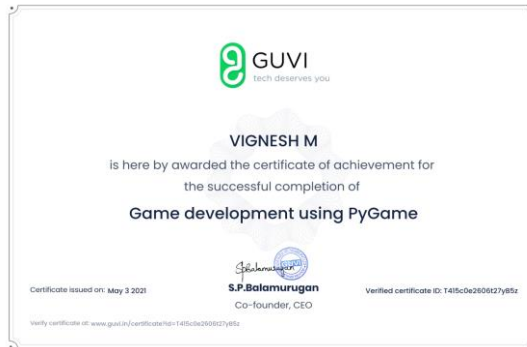 GUVI
tech deserves you
VIGNESH M
is here by awarded the certificate of achievement for
the successful completion of
Game development using PyGame
SPBalamurugan
GUVI
Certificate issued on: May 3 2021
S.P.Balamurugan
Verified certificate ID: T415c0e2606t27y85z
Co-founder, CEO
Verify certificate at: www.guvi.in/certificate?id=T415c0e2606t27y85z